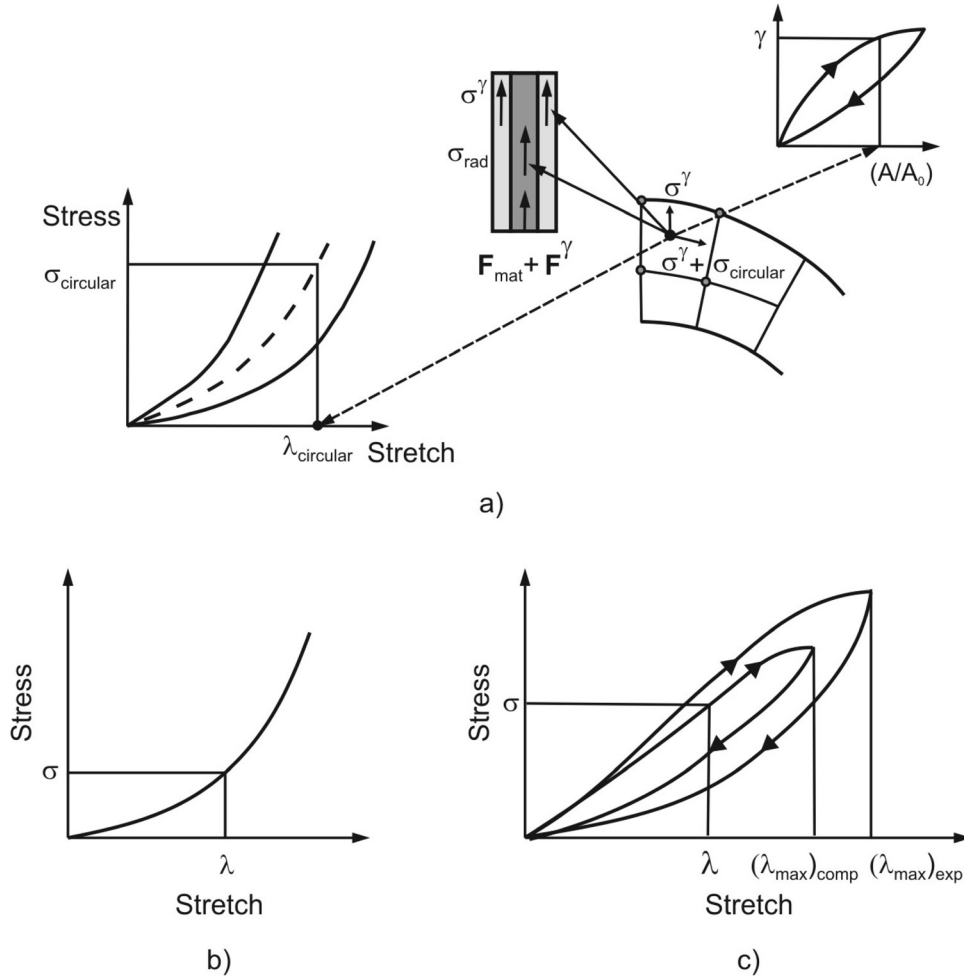 γ
(A/A₀)
σ^γ
σ_rad
F_mat + F^γ
σ^γ
σ^γ + σ_circular
Stress
σ_circular
λ_circular
Stretch
a)
Stress
σ
λ
Stretch
b)
Stress
σ
λ
(λ_max)_comp
(λ_max)_exp
Stretch
c)